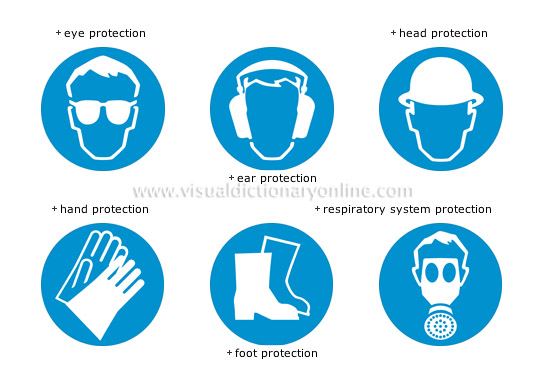 + eye protection
+ head protection
+ ear protection
www.visualdictionaryonline.com
+ hand protection
+ respiratory system protection
+ foot protection